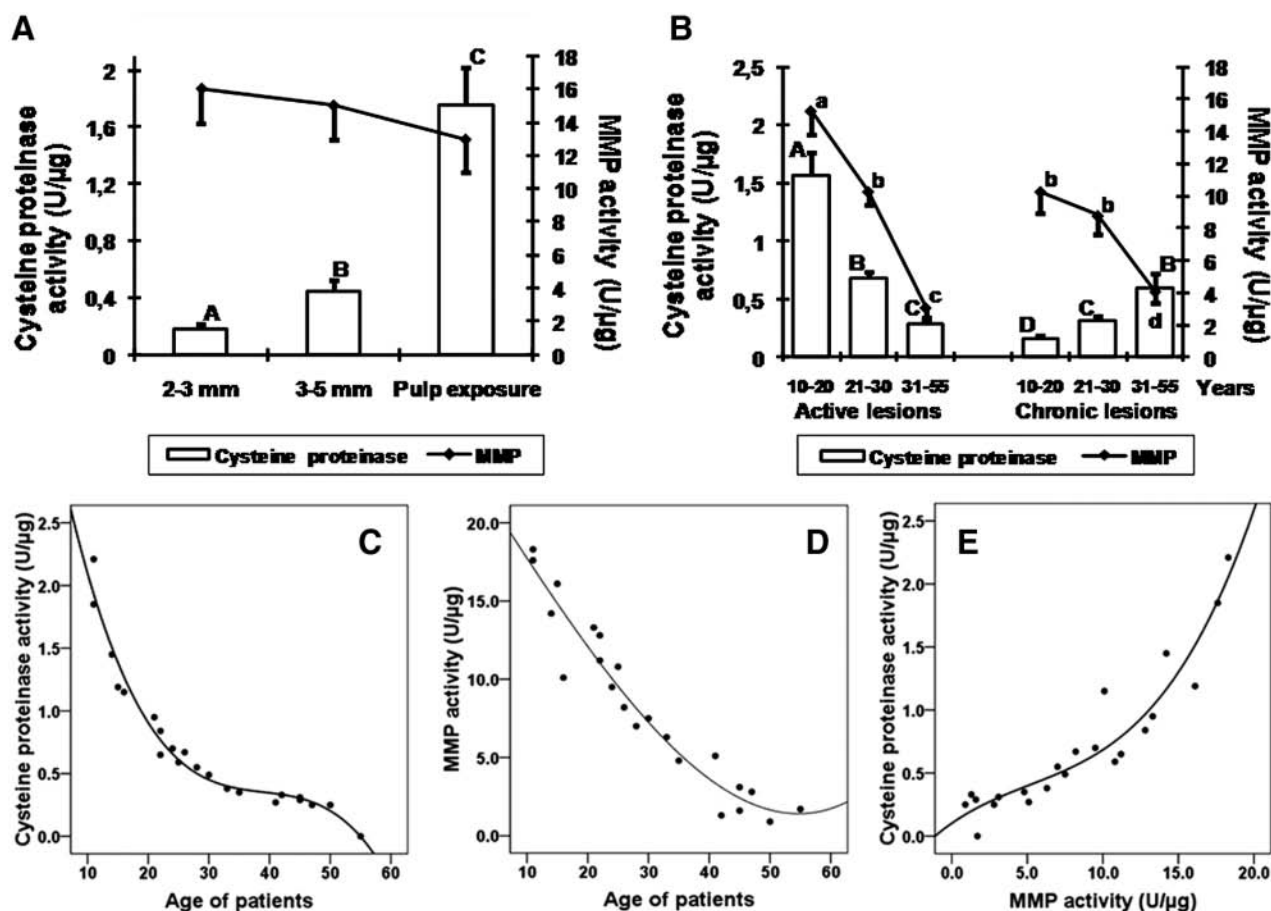 A
Cysteine proteinase
activity (U/µg)
2
1,6
1,2
0,8
0,4
0
18
16
14
12
10
8
6
4
2
0
MMP activity
(U/µg)
A
B
C
2-3 mm 3-5 mm Pulp exposure
Cysteine proteinase MMP
B
Cysteine proteinase
activity (U/µg)
2,5
2
1,5
1
0,5
0
18
16
14
12
10
8
6
4
2
0
MMP activity
(U/µg)
a
A
b
B
C c
b
b
B
D
C
d
10-20 21-30 31-55 10-20 21-30 31-55 Years
Active lesions Chronic lesions
Cysteine proteinase MMP
C
Cysteine proteinase activity (U/µg)
2.5
2.0
1.5
1.0
0.5
0.0
10 20 30 40 50 60
Age of patients
D
MMP activity (U/µg)
20.0
15.0
10.0
5.0
0.0
10 20 30 40 50 60
Age of patients
E
Cysteine proteinase activity (U/µg)
2.5
2.0
1.5
1.0
0.5
0.0
0.0 5.0 10.0 15.0 20.0
MMP activity (U/µg)